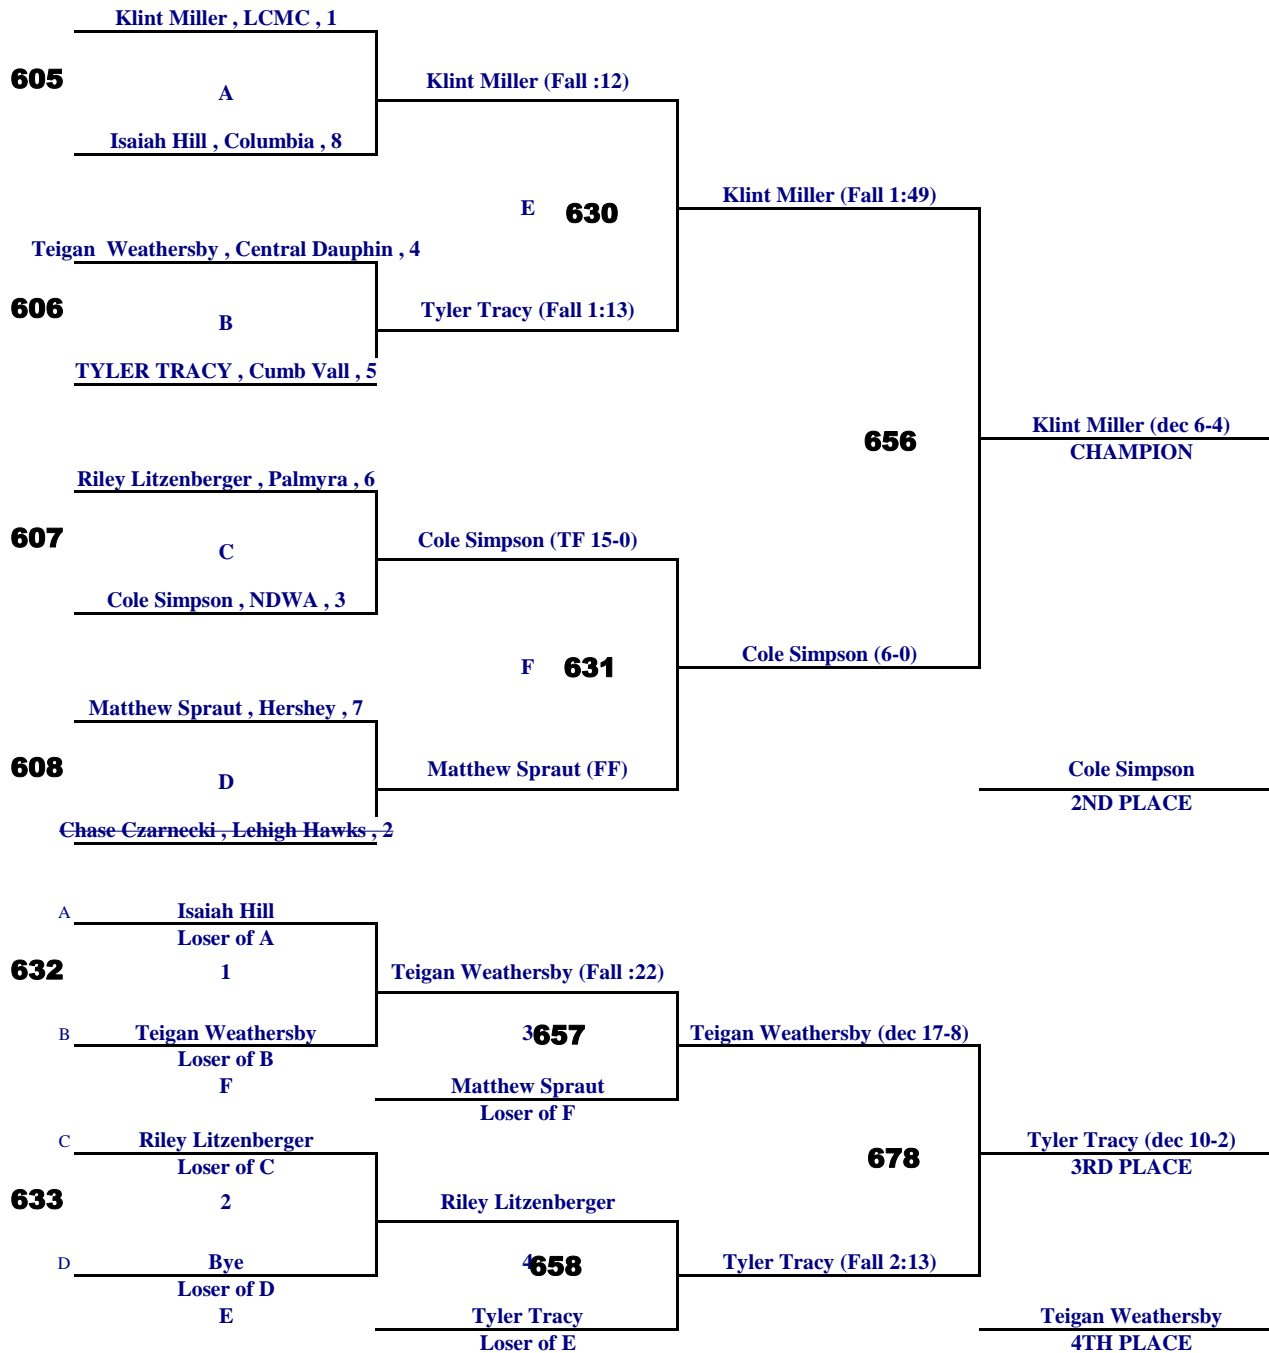 Klint Miller , LCMC , 1
605
A
Klint Miller (Fall :12)
Isaiah Hill , Columbia , 8
E 630
Klint Miller (Fall 1:49)
Teigan  Weathersby , Central Dauphin , 4
606
B
Tyler Tracy (Fall 1:13)
TYLER TRACY , Cumb Vall , 5
656
Klint Miller (dec 6-4)
CHAMPION
Riley Litzenberger , Palmyra , 6
607
C
Cole Simpson (TF 15-0)
Cole Simpson , NDWA , 3
F 631
Cole Simpson (6-0)
Matthew Spraut , Hershey , 7
608
D
Matthew Spraut (FF)
Cole Simpson
2ND PLACE
Chase Czarnecki , Lehigh Hawks , 2
A
Isaiah Hill
Loser of A
632
1
Teigan Weathersby (Fall :22)
B
Teigan Weathersby
Loser of B
3 657
Teigan Weathersby (dec 17-8)
F
Matthew Spraut
Loser of F
C
Riley Litzenberger
Loser of C
678
Tyler Tracy (dec 10-2)
3RD PLACE
633
2
Riley Litzenberger
D
Bye
Loser of D
4 658
Tyler Tracy (Fall 2:13)
E
Tyler Tracy
Loser of E
Teigan Weathersby
4TH PLACE